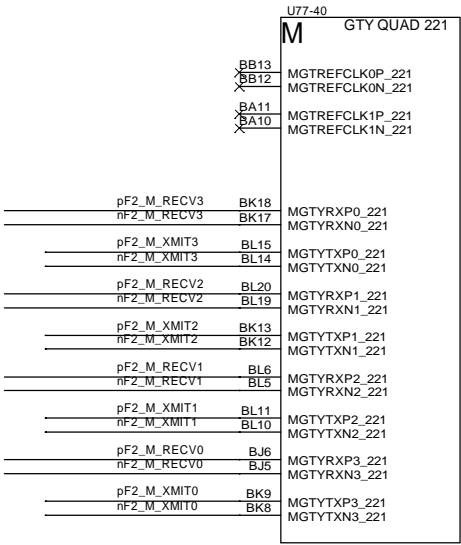 U77-40
M GTY QUAD 221
BB13 MGTREFCLK0P_221
BB12 MGTREFCLK0N_221
BA11 MGTREFCLK1P_221
BA10 MGTREFCLK1N_221
pF2_M_RECV3 BK18 MGTYRXP0_221
nF2_M_RECV3 BK17 MGTYRXN0_221
pF2_M_XMIT3 BL15 MGTYTXP0_221
nF2_M_XMIT3 BL14 MGTYTXN0_221
pF2_M_RECV2 BL20 MGTYRXP1_221
nF2_M_RECV2 BL19 MGTYRXN1_221
pF2_M_XMIT2 BK13 MGTYTXP1_221
nF2_M_XMIT2 BK12 MGTYTXN1_221
pF2_M_RECV1 BL6 MGTYRXP2_221
nF2_M_RECV1 BL5 MGTYRXN2_221
pF2_M_XMIT1 BL11 MGTYTXP2_221
nF2_M_XMIT1 BL10 MGTYTXN2_221
pF2_M_RECV0 BJ6 MGTYRXP3_221
nF2_M_RECV0 BJ5 MGTYRXN3_221
pF2_M_XMIT0 BK9 MGTYTXP3_221
nF2_M_XMIT0 BK8 MGTYTXN3_221